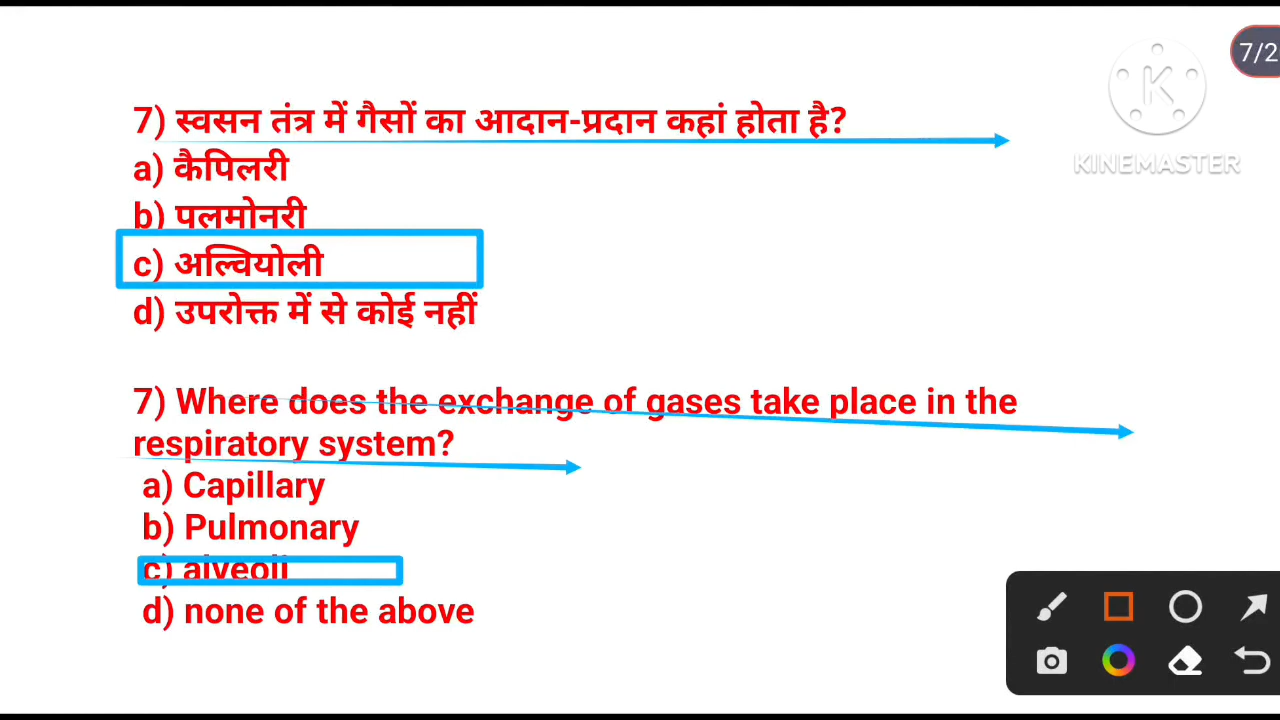 7/2
KINEMASTER
7) स्वसन तंत्र में गैसों का आदान-प्रदान कहां होता है?
a) कैपिलरी
b) पलमोनरी
c) अल्वियोली
d) उपरोक्त में से कोई नहीं
7) Where does the exchange of gases take place in the
respiratory system?
a) Capillary
b) Pulmonary
c) alveoli
d) none of the above